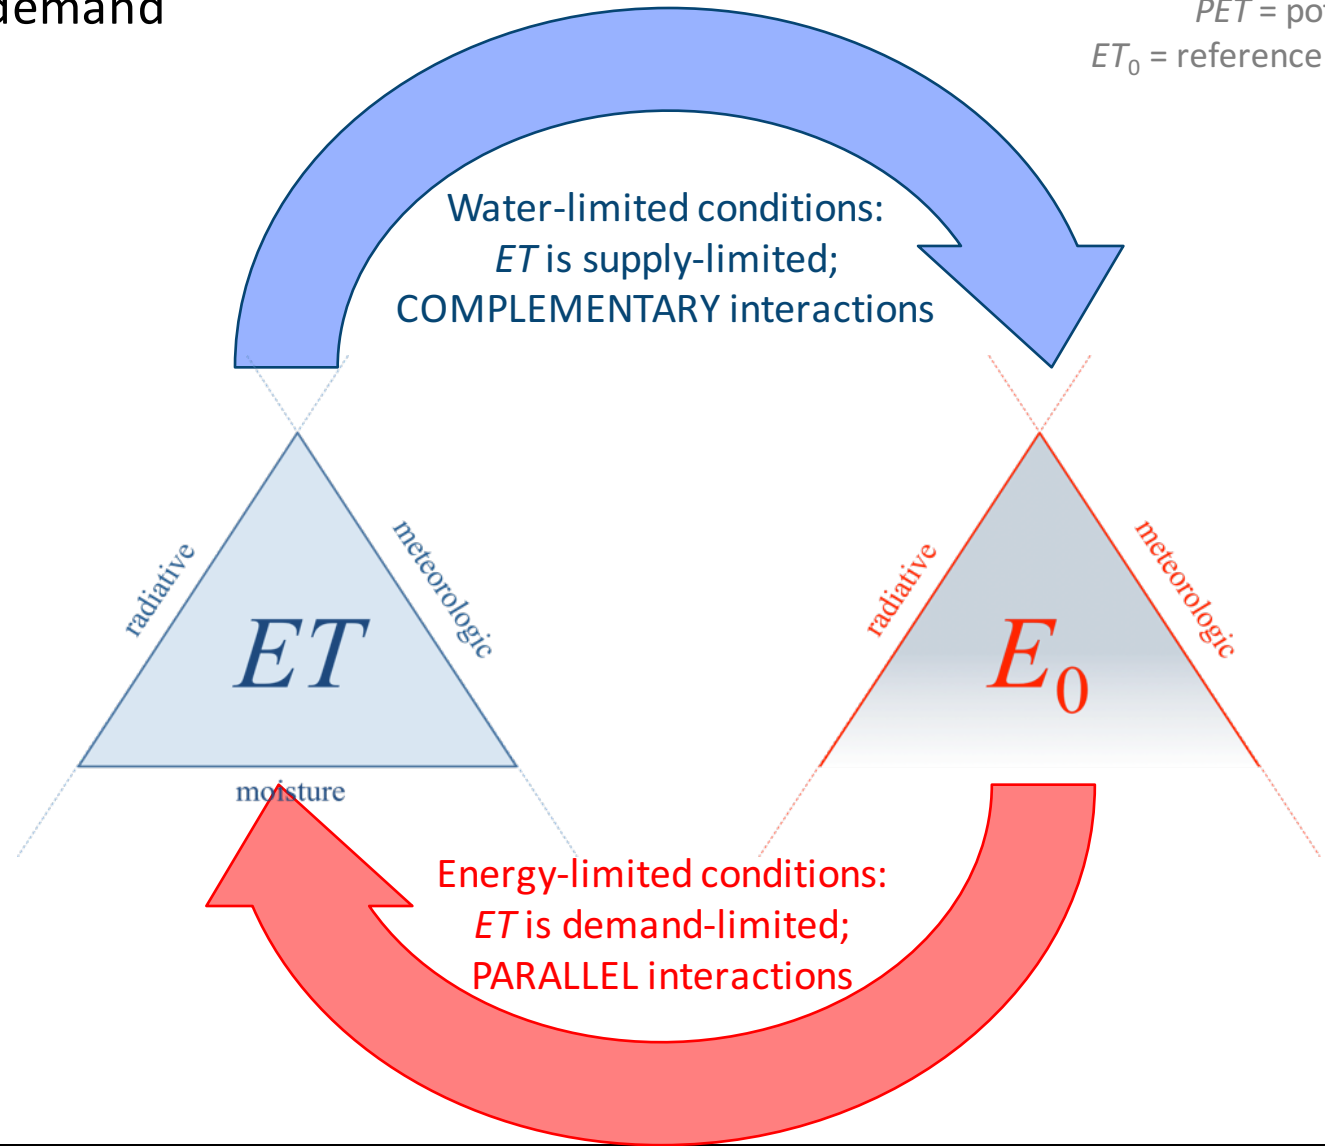 demand
PET = pot
ET₀ = reference
Water-limited conditions:
ET is supply-limited;
COMPLEMENTARY interactions
radiative
meteorologic
ET
moisture
radiative
meteorologic
E₀
Energy-limited conditions:
ET is demand-limited;
PARALLEL interactions